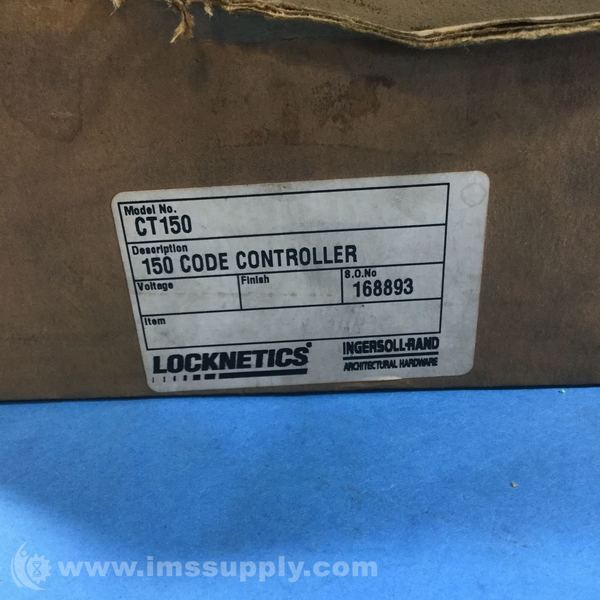 Model No.
CT150
Description
150 CODE CONTROLLER
Voltage Finish S.O.No
168893
Item
LOCKNETICS
INGERSOLL-RAND
ARCHITECTURAL HARDWARE
www.imssupply.com